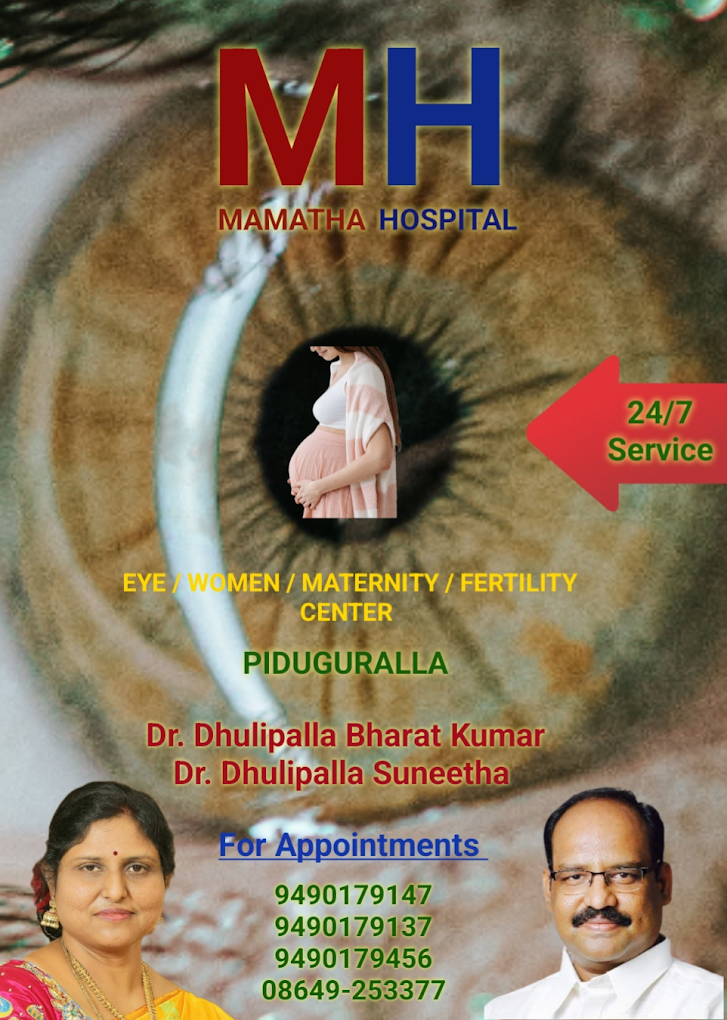 MH
MAMATHA HOSPITAL
24/7
Service
EYE / WOMEN / MATERNITY / FERTILITY
CENTER
PIDUGURALLA
Dr. Dhulipalla Bharat Kumar
Dr. Dhulipalla Suneetha
For Appointments
9490179147
9490179137
9490179456
08649-253377